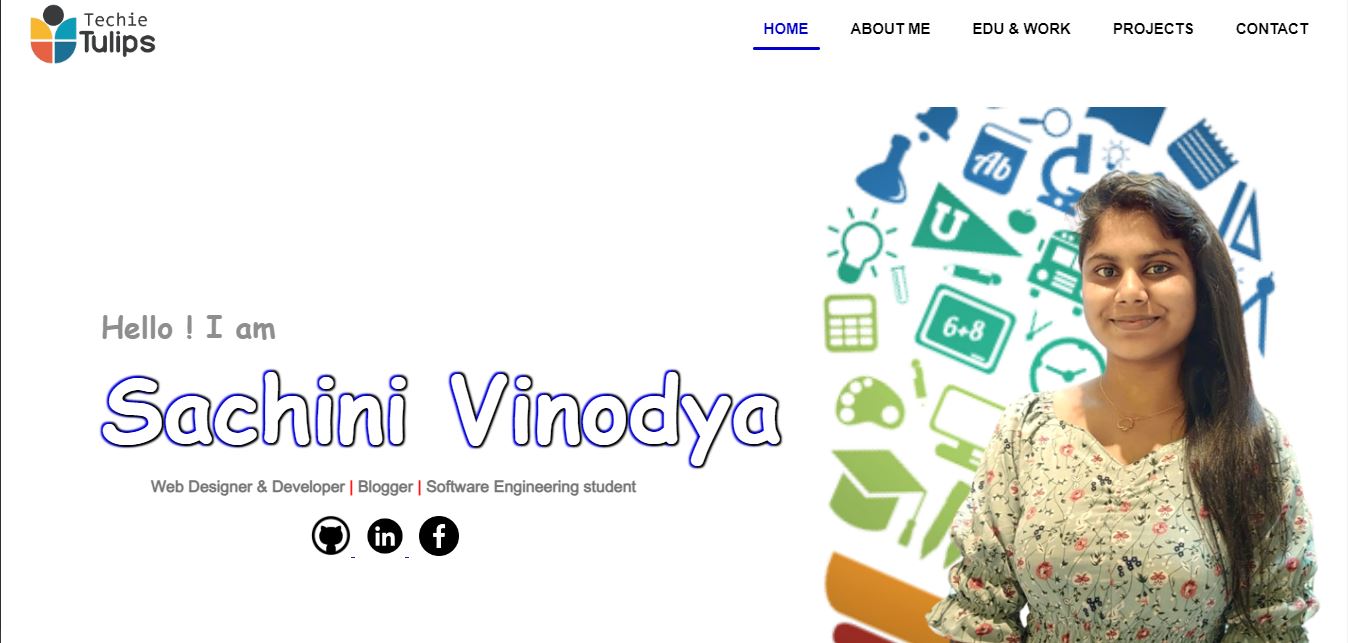 Techie
Tulips
HOME ABOUT ME EDU & WORK PROJECTS CONTACT
Ab
U
6+8
Hello ! I am
Sachini Vinodya
Web Designer & Developer | Blogger | Software Engineering student
in
f